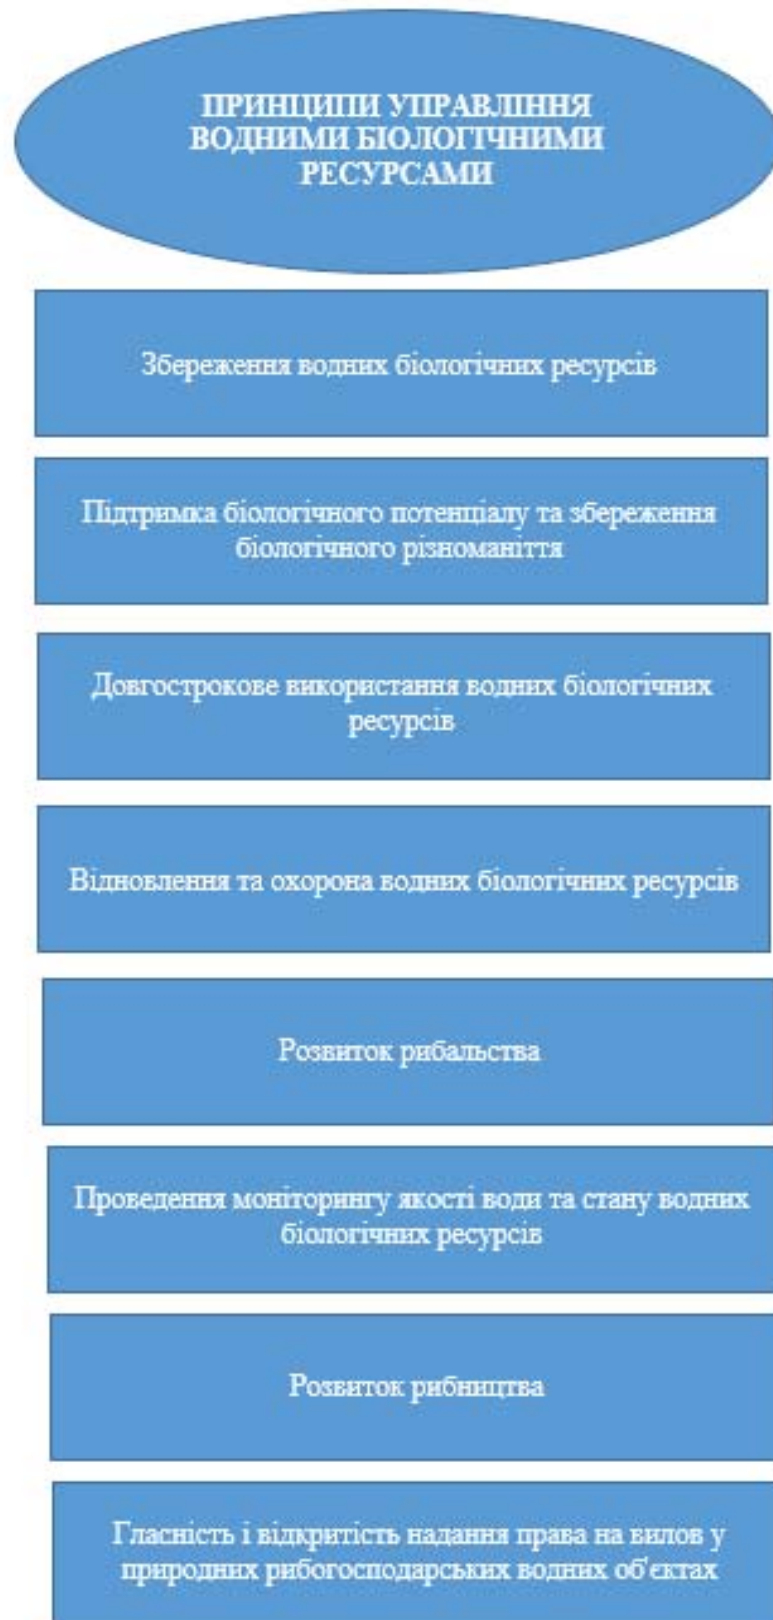 ПРИНЦИПИ УПРАВЛІННЯ
ВОДНИМИ БІОЛОГІЧНИМИ
РЕСУРСАМИ
Збереження водних біологічних ресурсів
Підтримка біологічного потенціалу та збереження
біологічного різноманіття
Довгострокове використання водних біологічних
ресурсів
Відновлення та охорона водних біологічних ресурсів
Розвиток рибальства
Проведення моніторингу якості води та стану водних
біологічних ресурсів
Розвиток рибництва
Гласність і відкритість надання права на вилов у
природних рибогосподарських водних об'єктах